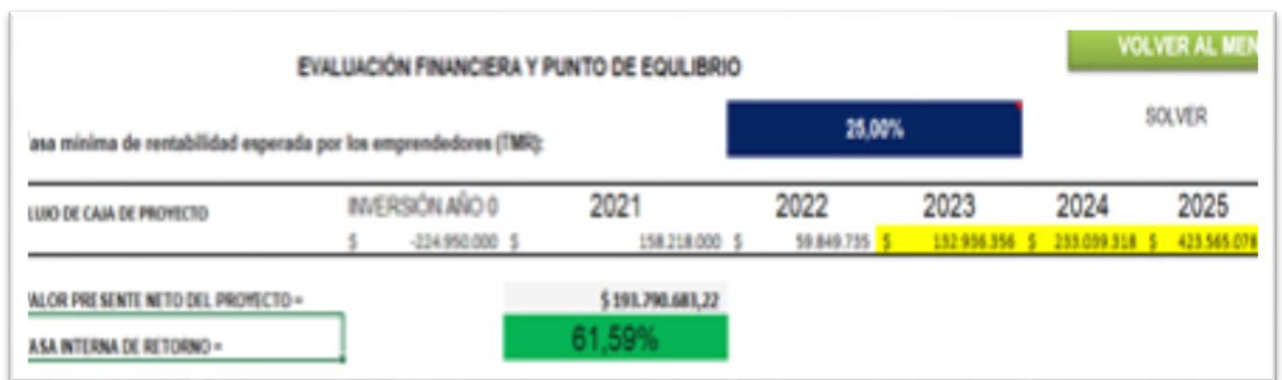 VOLVER AL MEN
EVALUACIÓN FINANCIERA Y PUNTO DE EQULIBRIO
SOLVER
asa mínima de rentabilidad esperada por los emprendedores (TMR): 25,00%
LUJO DE CAJA DE PROYECTO INVERSIÓN AÑO 0 2021 2022 2023 2024 2025
$ -224.950.000 $ 158.218.000 $ 59.849.735 $ 132.936.356 $ 233.039.318 $ 423.565.078
VALOR PRESENTE NETO DEL PROYECTO = $ 193.790.683,22
ASA INTERNA DE RETORNO = 61,59%